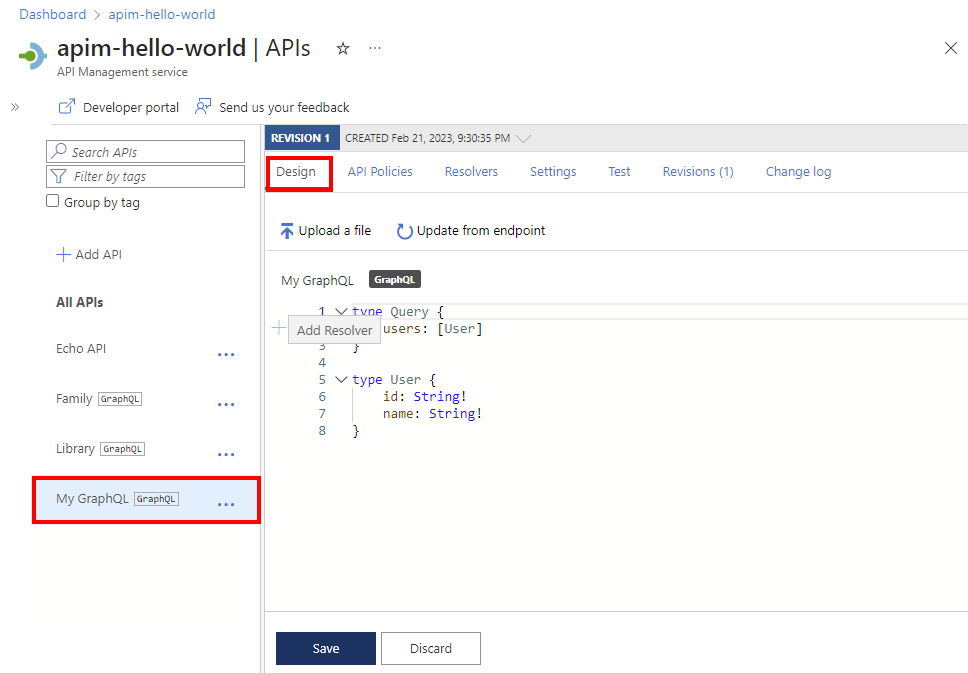 Dashboard > apim-hello-world
apim-hello-world | APIs
API Management service
Developer portal
Send us your feedback
Search APIs
Filter by tags
Group by tag
Add API
All APIs
Echo API
Family GraphQL
Library GraphQL
My GraphQL GraphQL
REVISION 1 CREATED Feb 21, 2023, 9:30:35 PM
Design API Policies Resolvers Settings Test Revisions (1) Change log
Upload a file Update from endpoint
My GraphQL GraphQL
1 type Query {
Add Resolver
users: [User]
3 }
4
5 type User {
6 id: String!
7 name: String!
8 }
Save Discard